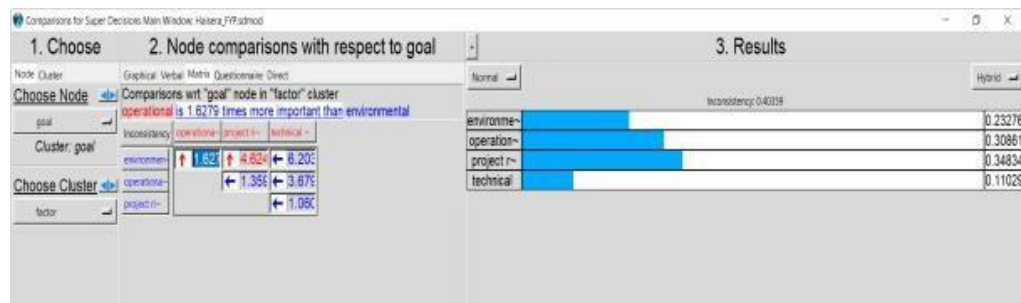 Comparisons for Super Decisions Main Window: Haisera_FYP.sdmod
1. Choose
2. Node comparisons with respect to goal
3. Results
Node Cluster
Graphical Verbal Matrix Questionnaire Direct
Normal
Hybrid
Choose Node
Comparisons wrt "goal" node in "factor" cluster
operational is 1.6279 times more important than environmental
goal
Cluster: goal
Choose Cluster
factor
Inconsistency operationa~ project ri~ technical ~
environmen~ 1.627 4.624 6.203
operationa~ 1.359 3.679
project ri~ 1.060
Inconsistency: 0.40359
environme~ 0.23276
operation~ 0.30861
project r~ 0.34834
technical 0.11029